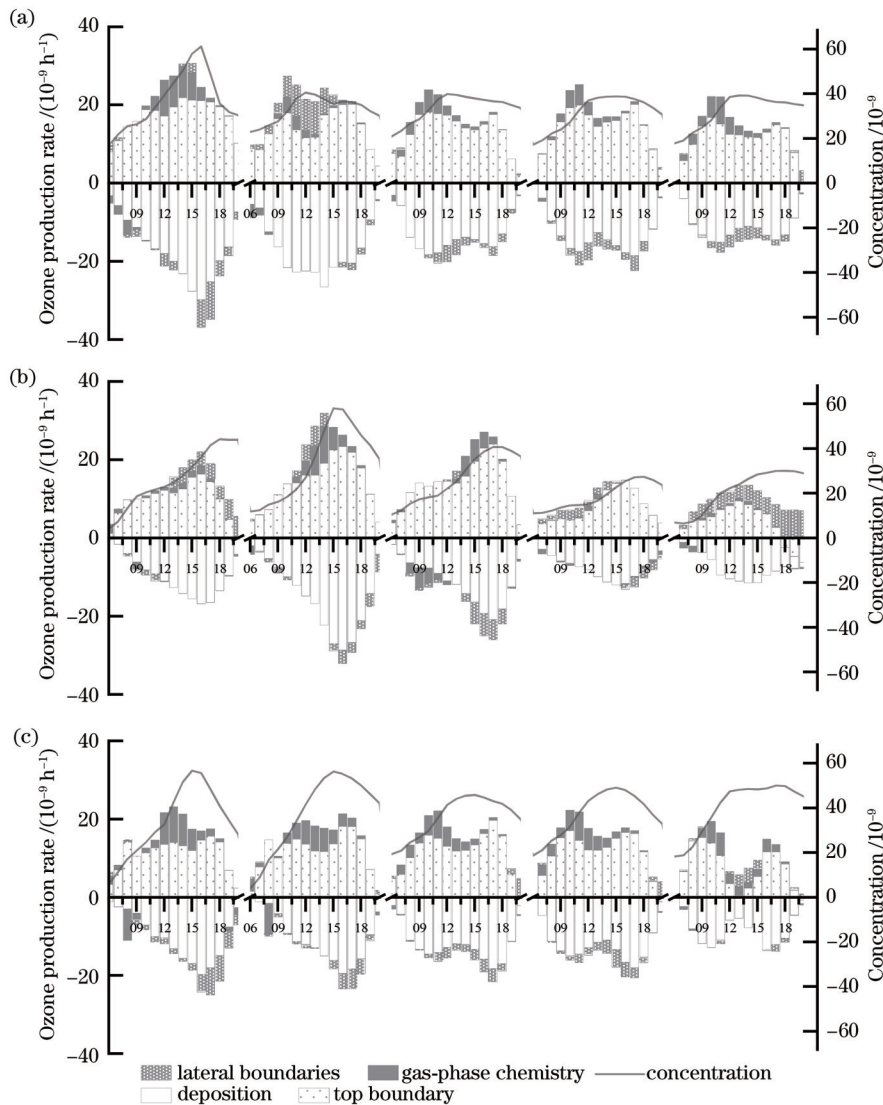 (a)
40
20
0
−20
−40
Ozone production rate /(10⁻⁹ h⁻¹)
09 12 15 18 06 09 12 15 18 09 12 15 18 09 12 15 18 09 12 15 18
60
40
20
0
−20
−40
−60
Concentration /10⁻⁹
(b)
40
20
0
−20
−40
Ozone production rate /(10⁻⁹ h⁻¹)
09 12 15 18 06 09 12 15 18 09 12 15 18 09 12 15 18 09 12 15 18
60
40
20
0
−20
−40
−60
Concentration /10⁻⁹
(c)
40
20
0
−20
−40
Ozone production rate /(10⁻⁹ h⁻¹)
09 12 15 18 06 09 12 15 18 09 12 15 18 09 12 15 18 09 12 15 18
60
40
20
0
−20
−40
−60
Concentration /10⁻⁹
lateral boundaries gas-phase chemistry concentration
deposition top boundary